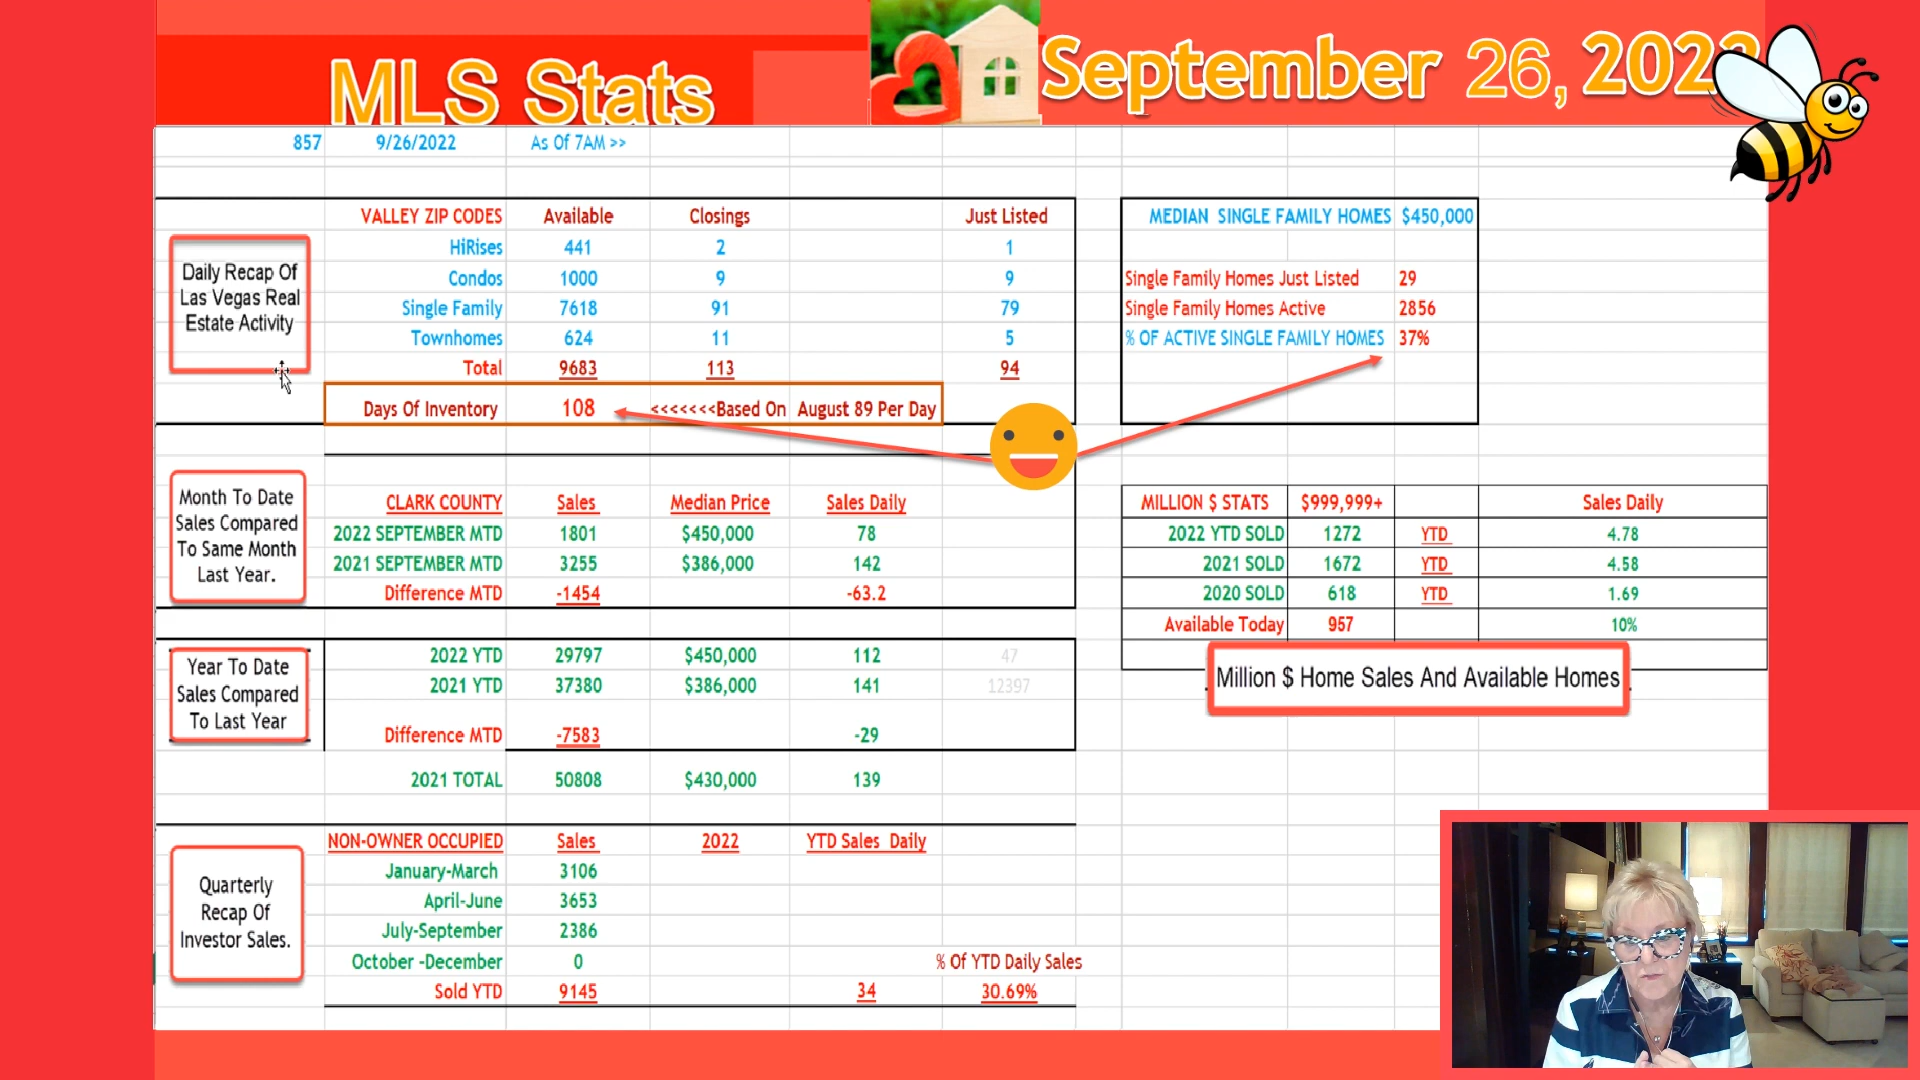 MLS Stats
September 26, 2022
857 9/26/2022 As Of 7AM >>
VALLEY ZIP CODES Available Closings Just Listed
HiRises 441 2 1
Condos 1000 9 9
Single Family 7618 91 79
Townhomes 624 11 5
Total 9683 113 94
Days Of Inventory 108 <<<<<<<Based On August 89 Per Day
Daily Recap Of
Las Vegas Real
Estate Activity
MEDIAN SINGLE FAMILY HOMES $450,000
Single Family Homes Just Listed 29
Single Family Homes Active 2856
% OF ACTIVE SINGLE FAMILY HOMES 37%
Month To Date
Sales Compared
To Same Month
Last Year.
CLARK COUNTY Sales Median Price Sales Daily
2022 SEPTEMBER MTD 1801 $450,000 78
2021 SEPTEMBER MTD 3255 $386,000 142
Difference MTD -1454 -63.2
MILLION $ STATS $999,999+ Sales Daily
2022 YTD SOLD 1272 YTD 4.78
2021 SOLD 1672 YTD 4.58
2020 SOLD 618 YTD 1.69
Available Today 957 10%
Million $ Home Sales And Available Homes
Year To Date
Sales Compared
To Last Year
2022 YTD 29797 $450,000 112 47
2021 YTD 37380 $386,000 141 12397
Difference MTD -7583 -29
2021 TOTAL 50808 $430,000 139
Quarterly
Recap Of
Investor Sales.
NON-OWNER OCCUPIED Sales 2022 YTD Sales Daily
January-March 3106
April-June 3653
July-September 2386
October -December 0 % Of YTD Daily Sales
Sold YTD 9145 34 30.69%